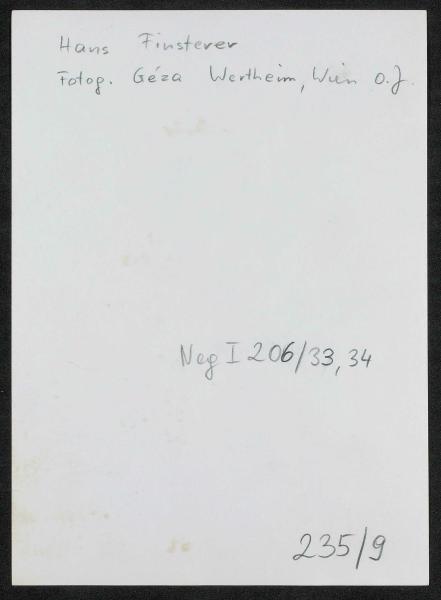 Hans Finsterer
Fotog. Géza Wertheim, Wien O.J.
Neg I 206/33, 34
235/9